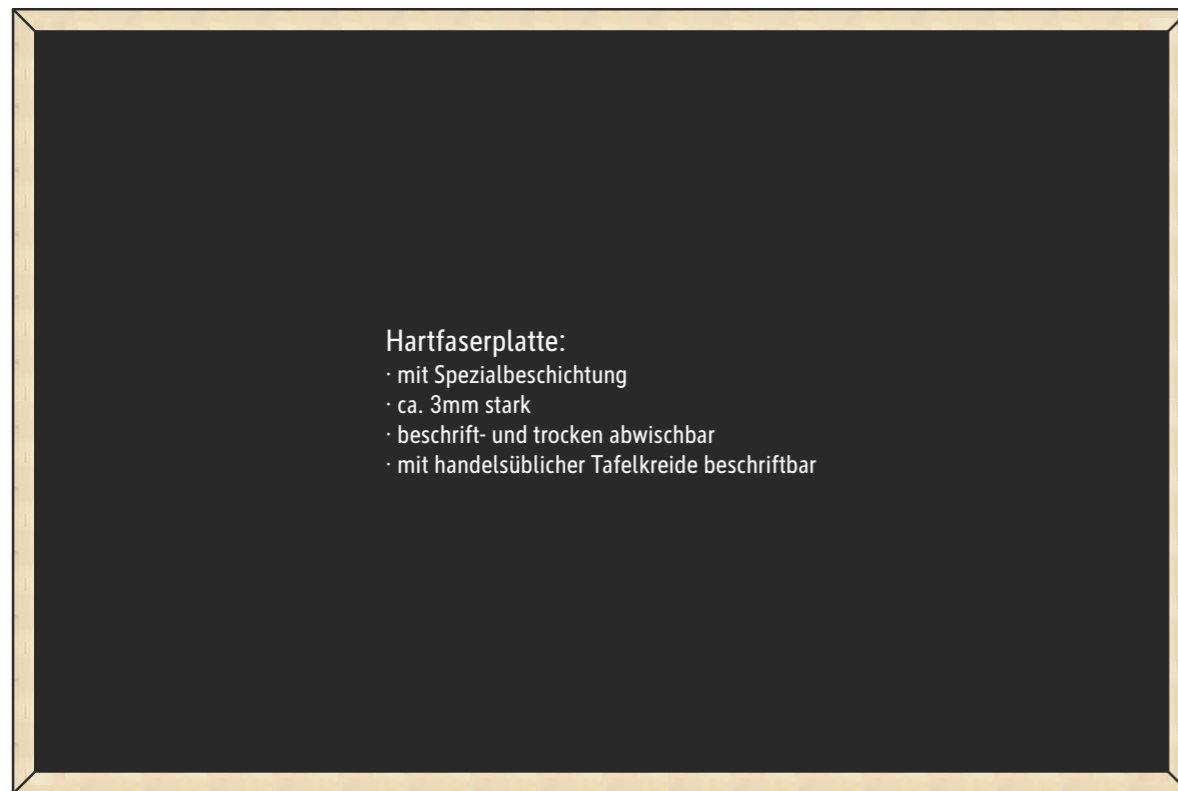 Hartfaserplatte:
· mit Spezialbeschichtung
· ca. 3mm stark
· beschrift- und trocken abwischbar
· mit handelsüblicher Tafelkreide beschriftbar